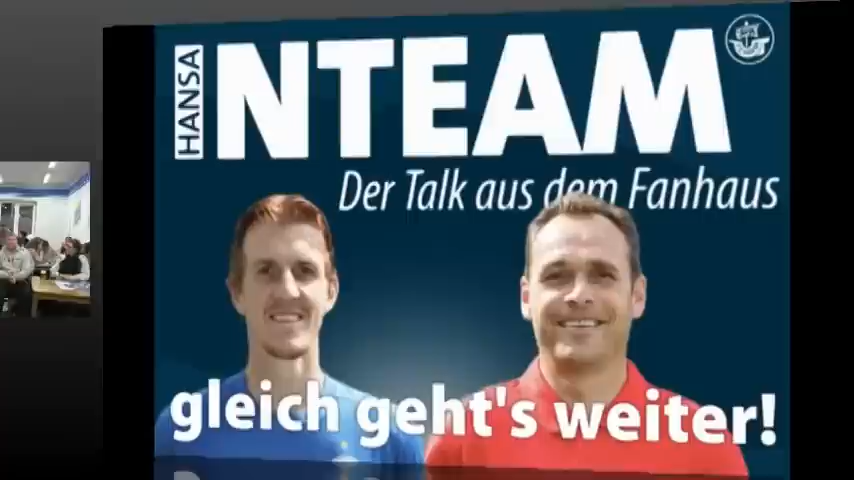 HANSA
NTEAM
Der Talk aus dem Fanhaus
gleich geht's weiter!